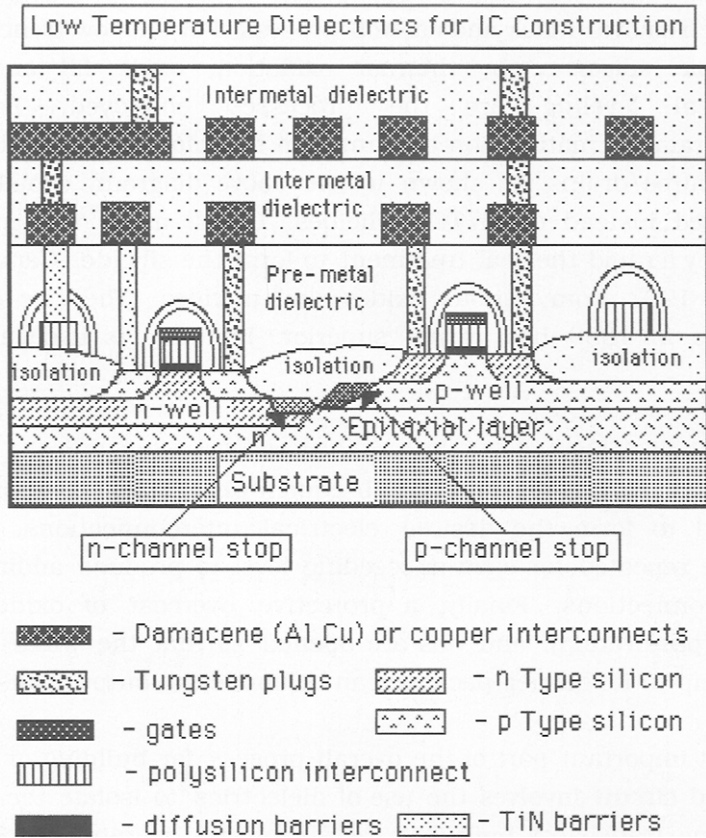 Low Temperature Dielectrics for IC Construction
Intermetal dielectric
Intermetal
dielectric
Pre-metal
dielectric
isolation
isolation
isolation
n-well
p-well
n
Epitaxial layer
Substrate
n-channel stop
p-channel stop
- Damacene (Al,Cu) or copper interconnects
- Tungsten plugs
- n Type silicon
- gates
- p Type silicon
- polysilicon interconnect
- diffusion barriers
- TiN barriers